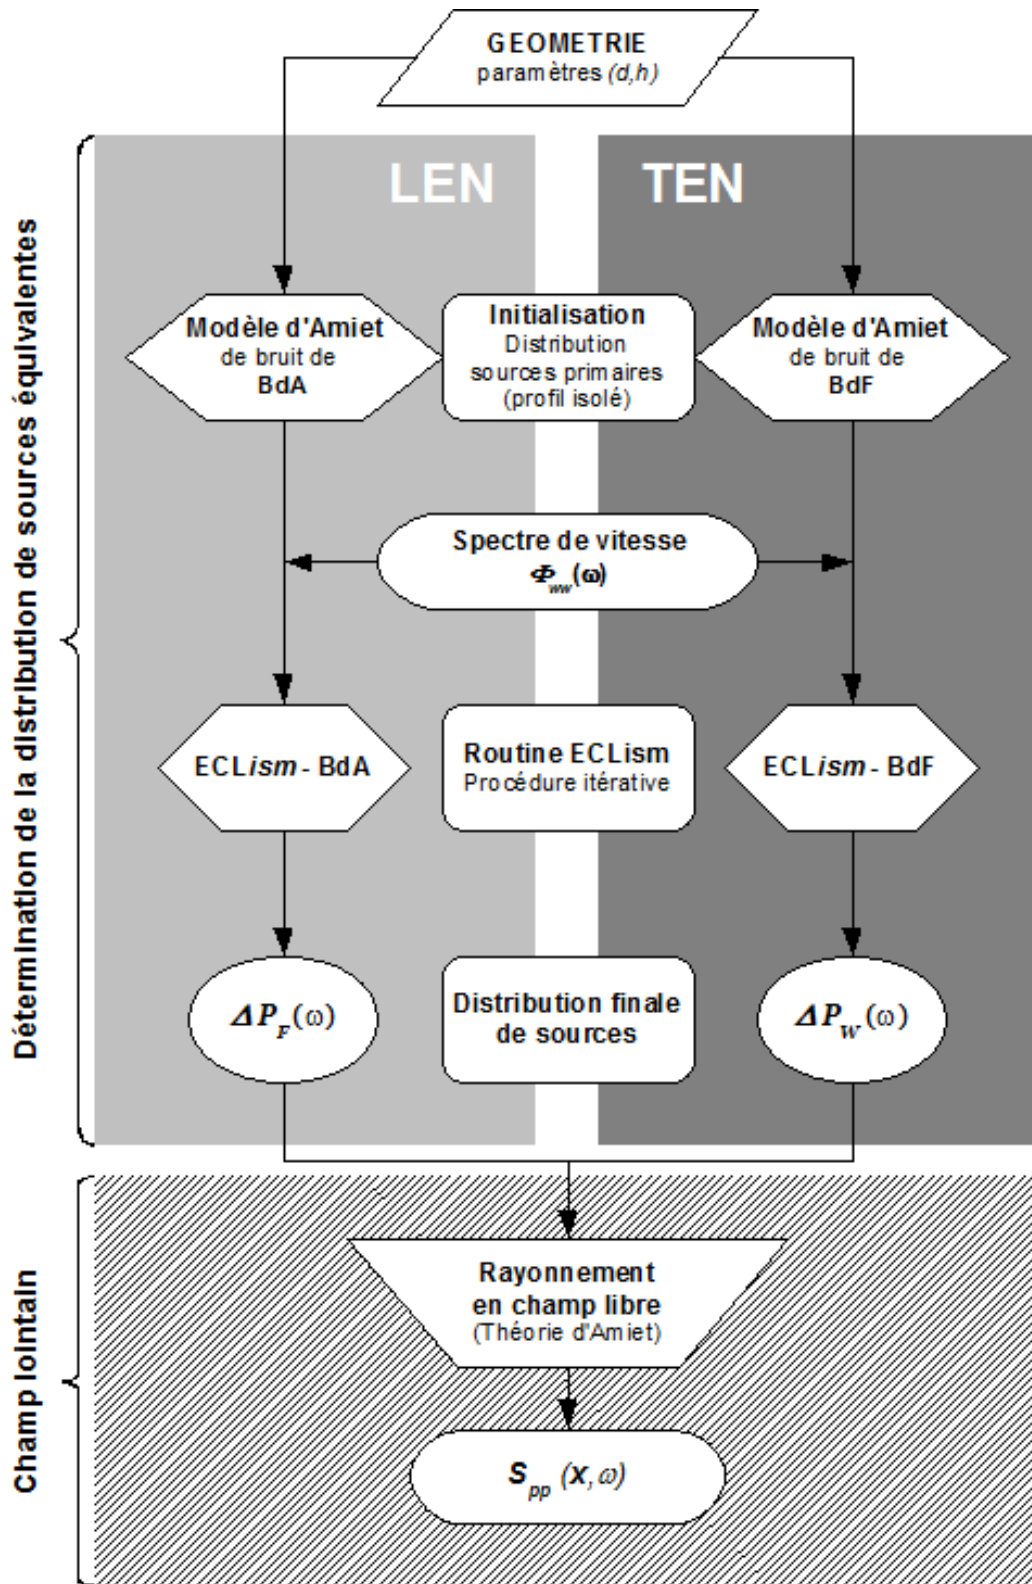 GEOMETRIE
paramètres (d,h)
LEN
TEN
Modèle d'Amiet
de bruit de
BdA
Initialisation
Distribution
sources primaires
(profil isolé)
Modèle d'Amiet
de bruit de
BdF
Spectre de vitesse
Φww(ω)
ECLism - BdA
Routine ECLism
Procédure itérative
ECLism - BdF
ΔPF(ω)
Distribution finale
de sources
ΔPW(ω)
Détermination de la distribution de sources équivalentes
Rayonnement
en champ libre
(Théorie d'Amiet)
Spp (x, ω)
Champ lointain